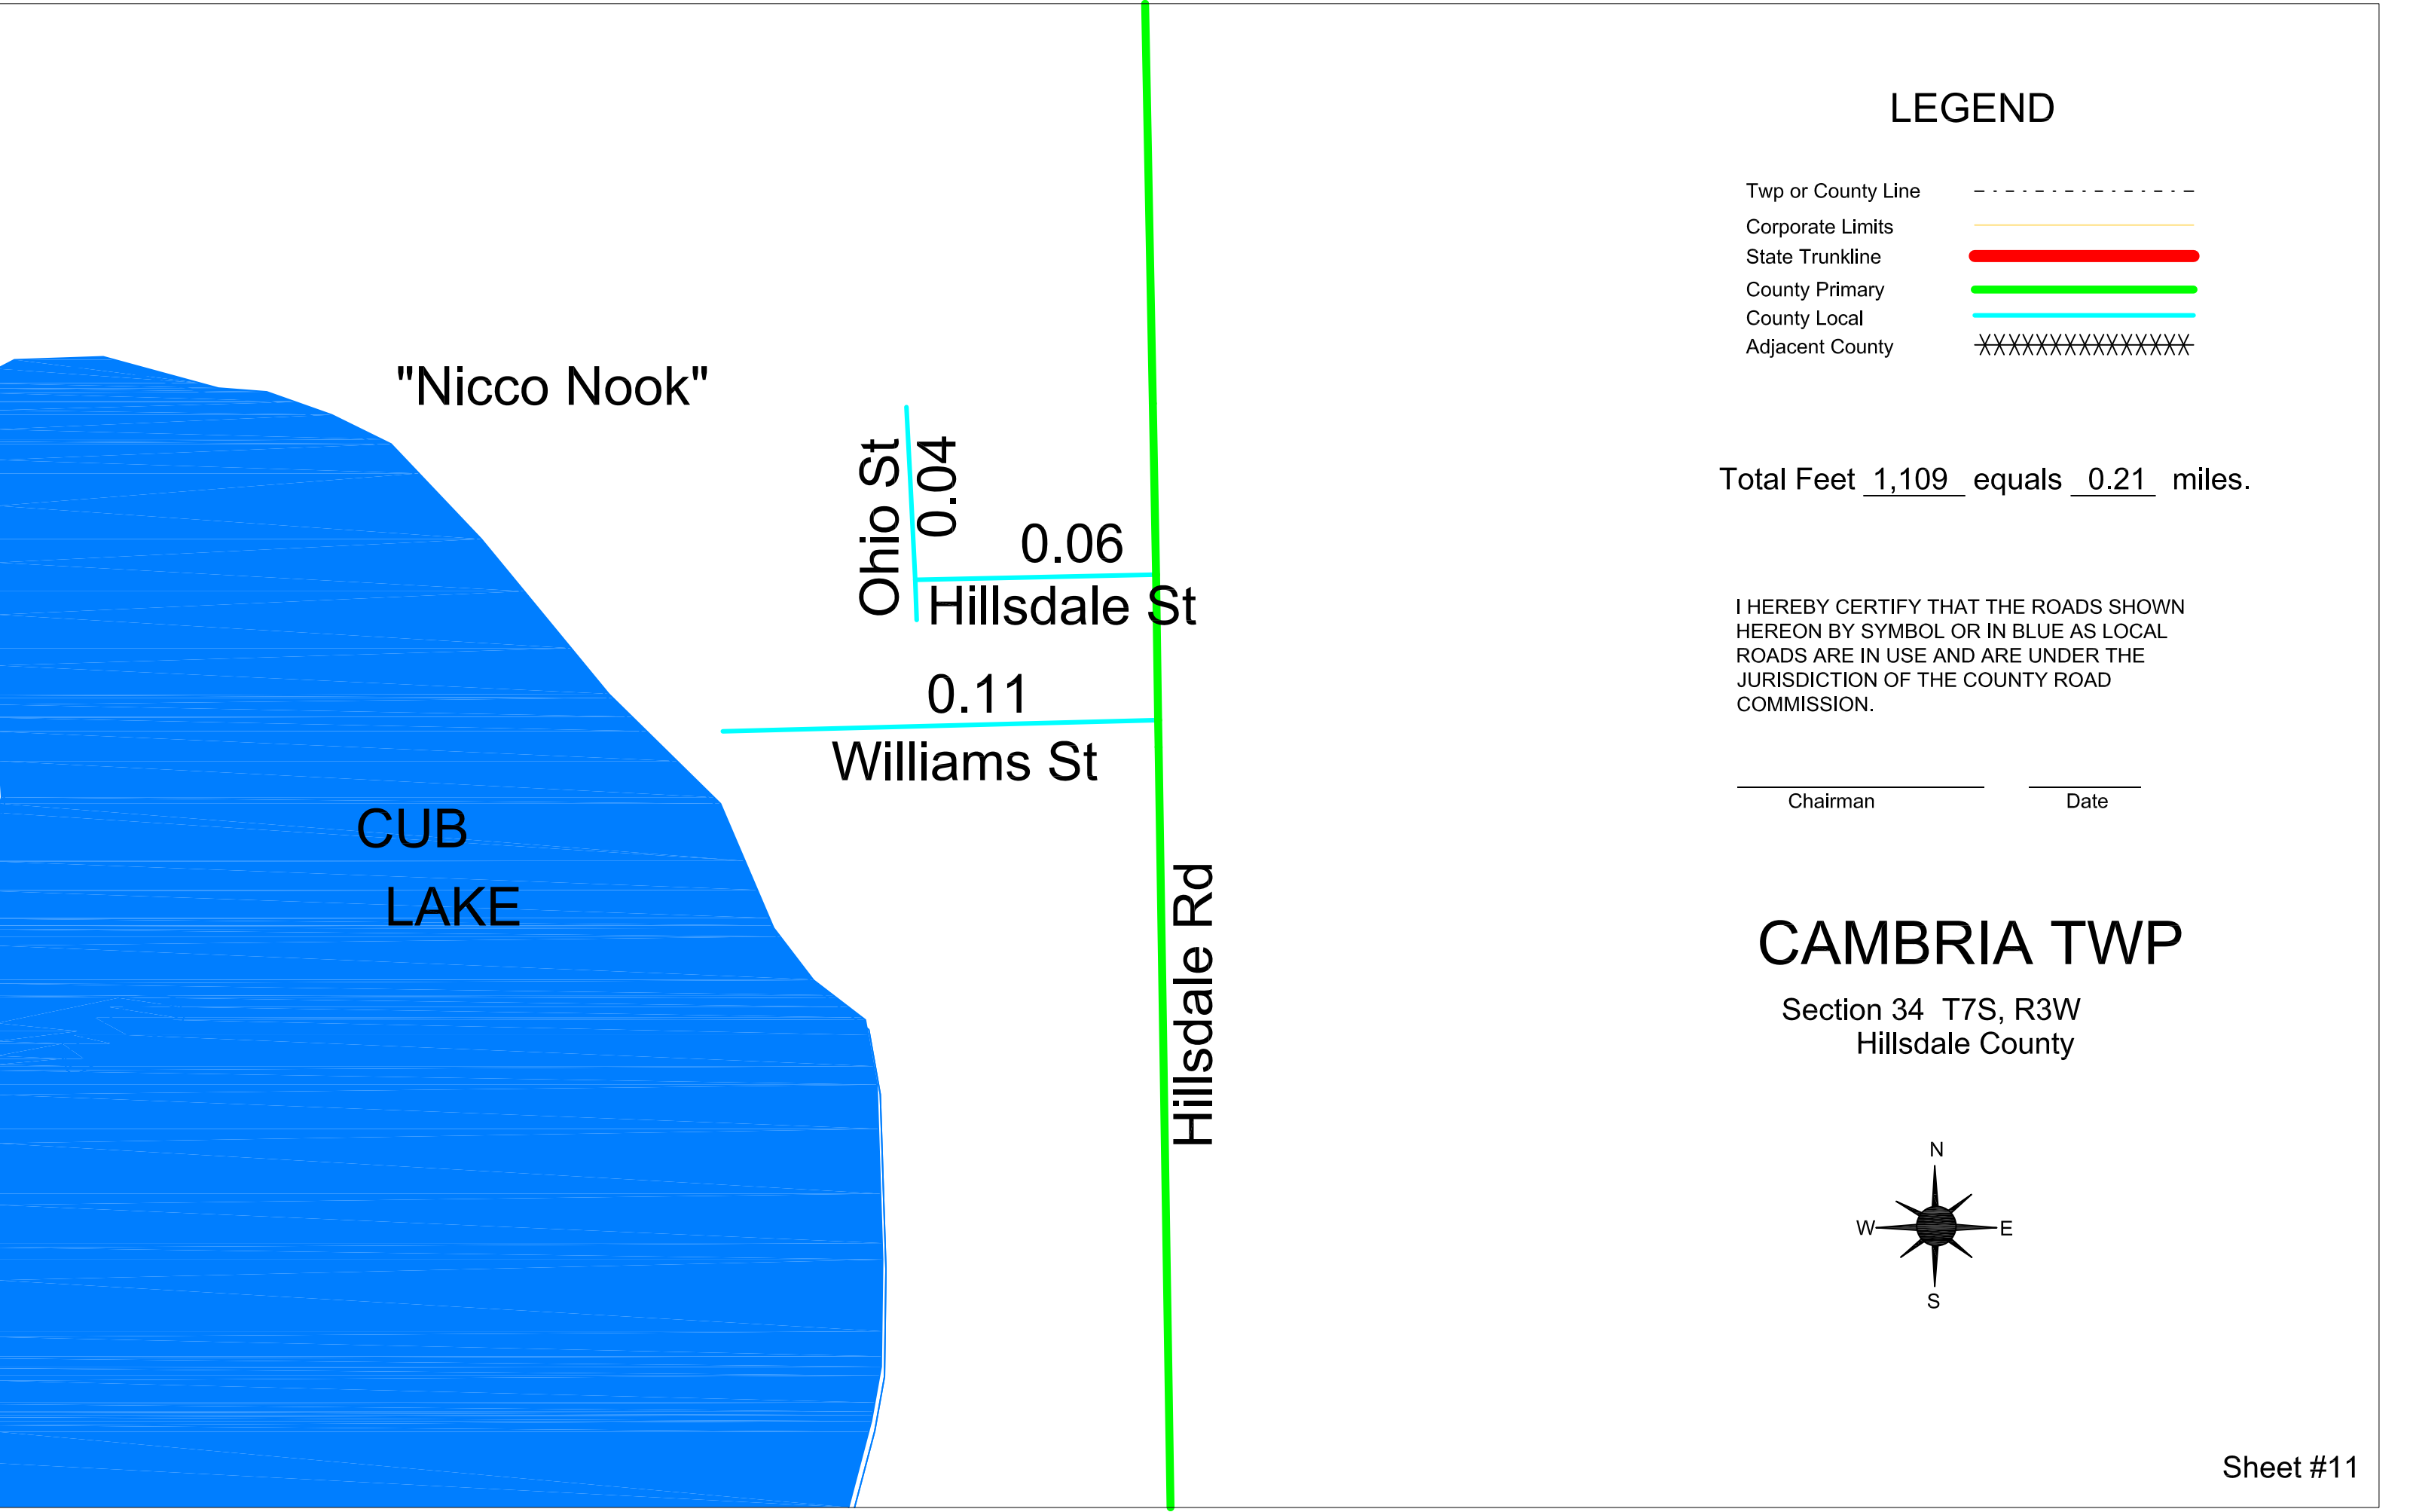 LEGEND
Twp or County Line
Corporate Limits
State Trunkline
County Primary
County Local
Adjacent County
"Nicco Nook"
Ohio St
0.04
0.06
Hillsdale St
0.11
Williams St
CUB
LAKE
Hillsdale Rd
Total Feet 1,109 equals 0.21 miles.
I HEREBY CERTIFY THAT THE ROADS SHOWN
HEREON BY SYMBOL OR IN BLUE AS LOCAL
ROADS ARE IN USE AND ARE UNDER THE
JURISDICTION OF THE COUNTY ROAD
COMMISSION.
Chairman Date
CAMBRIA TWP
Section 34 T7S, R3W
Hillsdale County
N
W E
S
Sheet #11